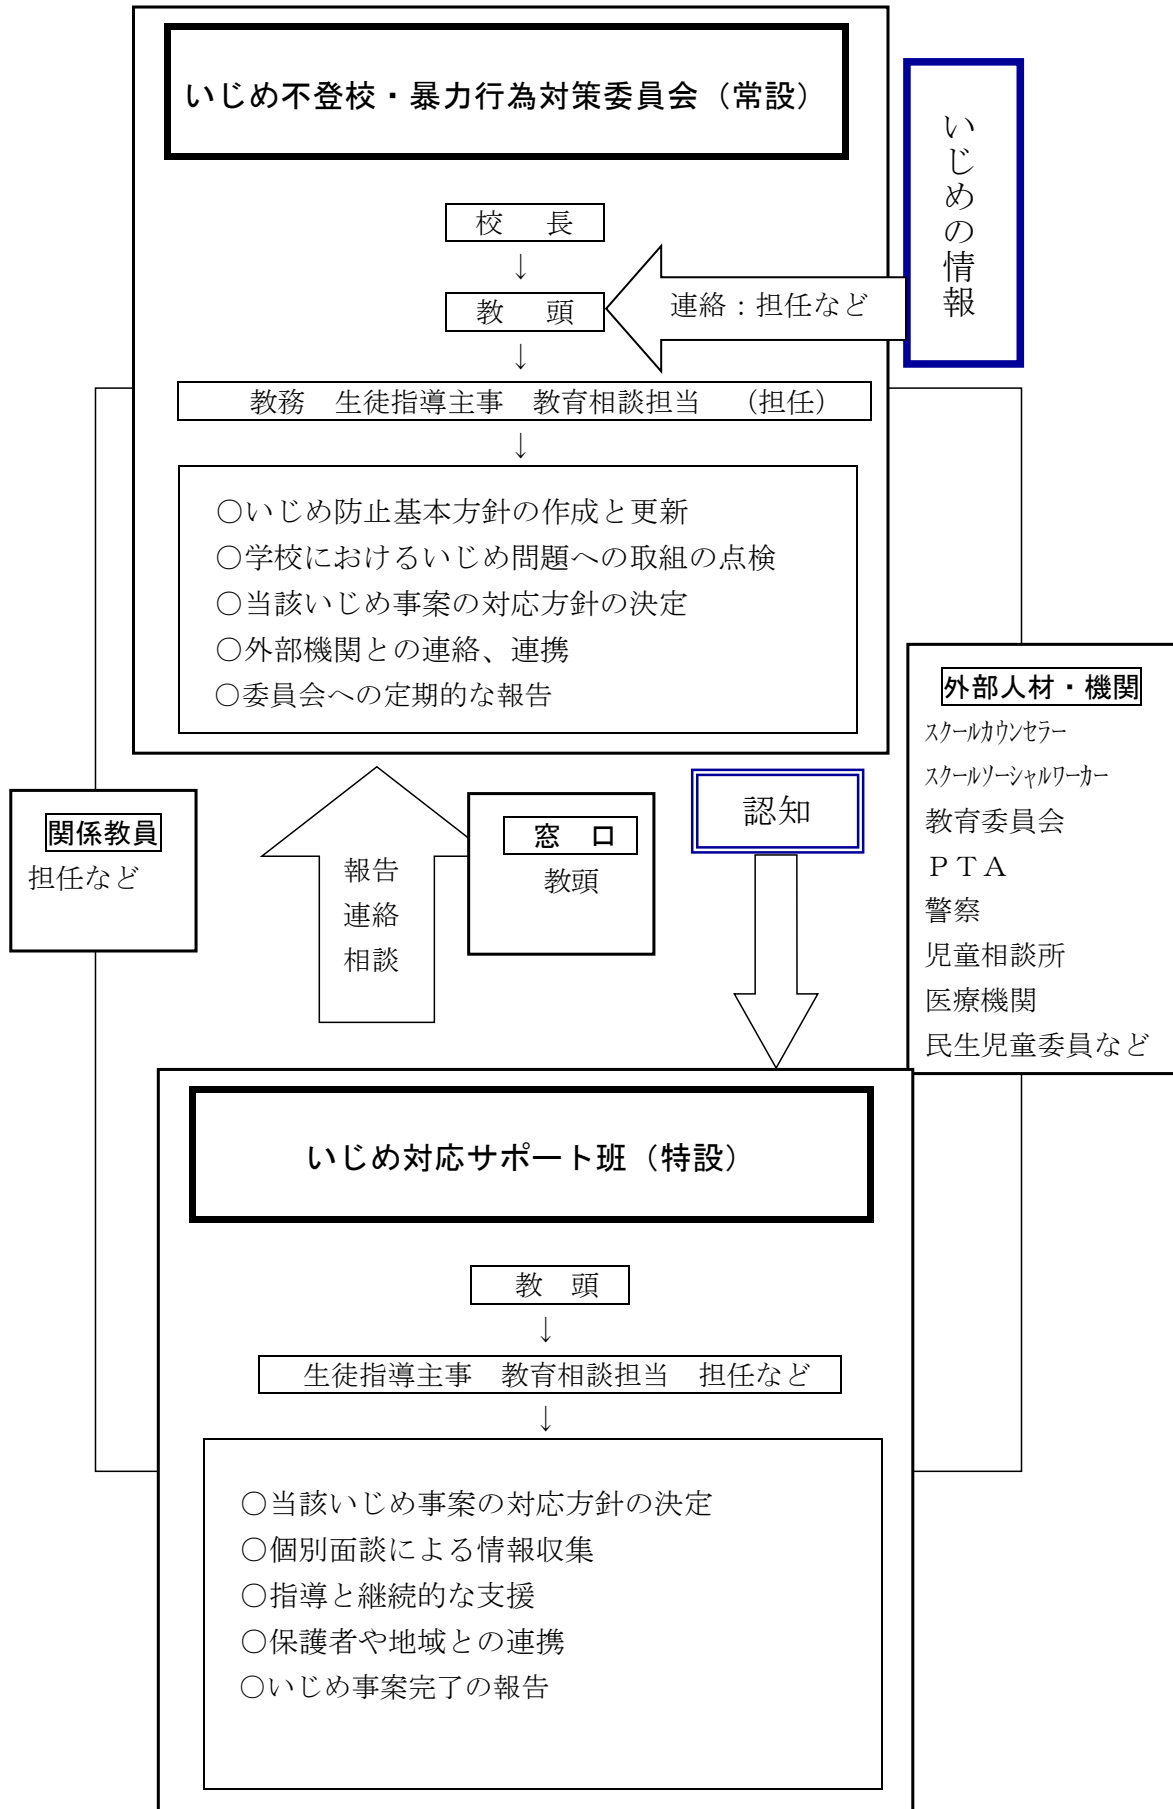 いじめ不登校・暴力行為対策委員会（常設）
いじめの情報
校　長
↓
教　頭
連絡：担任など
↓
教務　生徒指導主事　教育相談担当　（担任）
↓
○いじめ防止基本方針の作成と更新
○学校におけるいじめ問題への取組の点検
○当該いじめ事案の対応方針の決定
○外部機関との連絡、連携
○委員会への定期的な報告
外部人材・機関
スクールカウンセラー
スクールソーシャルワーカー
教育委員会
ＰＴＡ
警察
児童相談所
医療機関
民生児童委員など
関係教員
担任など
報告
連絡
相談
窓　口
教頭
認知
いじめ対応サポート班（特設）
教　頭
↓
生徒指導主事　教育相談担当　担任など
↓
○当該いじめ事案の対応方針の決定
○個別面談による情報収集
○指導と継続的な支援
○保護者や地域との連携
○いじめ事案完了の報告